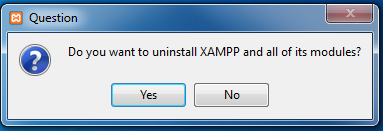 Question
Do you want to uninstall XAMPP and all of its modules?
Yes
No